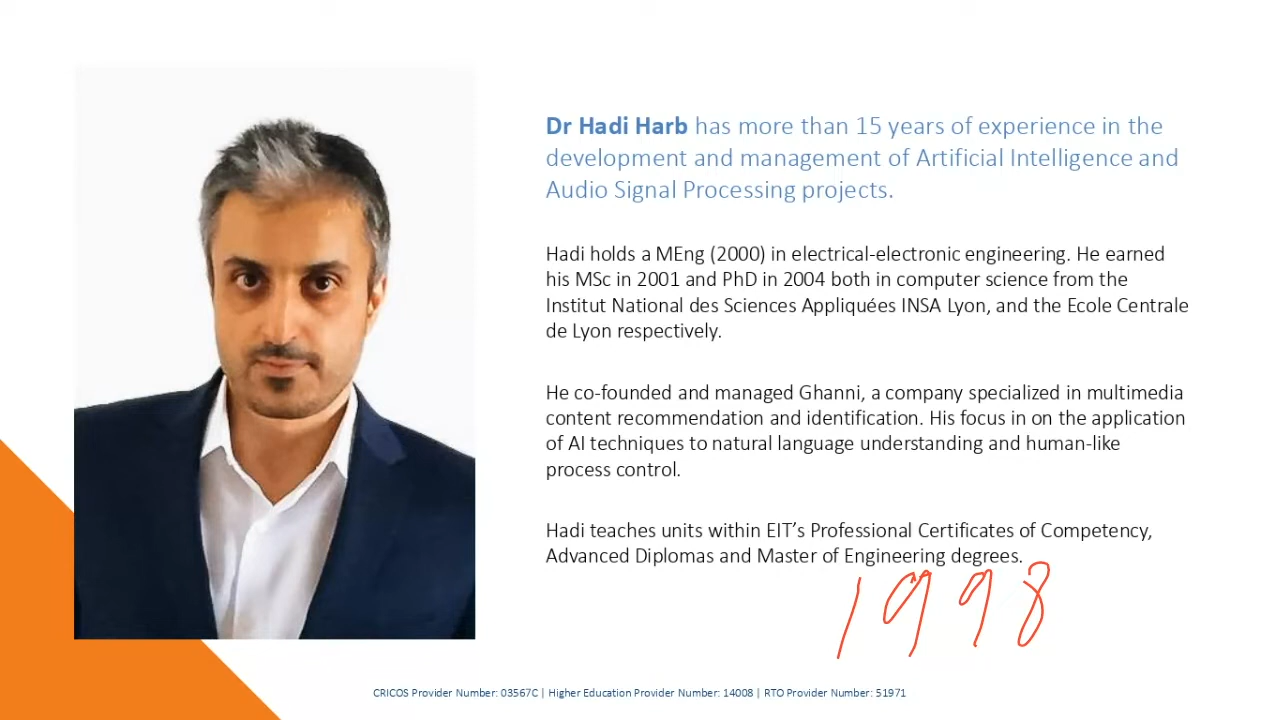 Dr Hadi Harb has more than 15 years of experience in the
development and management of Artificial Intelligence and
Audio Signal Processing projects.
Hadi holds a MEng (2000) in electrical-electronic engineering. He earned
his MSc in 2001 and PhD in 2004 both in computer science from the
Institut National des Sciences Appliquées INSA Lyon, and the Ecole Centrale
de Lyon respectively.
He co-founded and managed Ghanni, a company specialized in multimedia
content recommendation and identification. His focus in on the application
of AI techniques to natural language understanding and human-like
process control.
Hadi teaches units within EIT’s Professional Certificates of Competency,
Advanced Diplomas and Master of Engineering degrees.
1998
CRICOS Provider Number: 03567C | Higher Education Provider Number: 14008 | RTO Provider Number: 51971